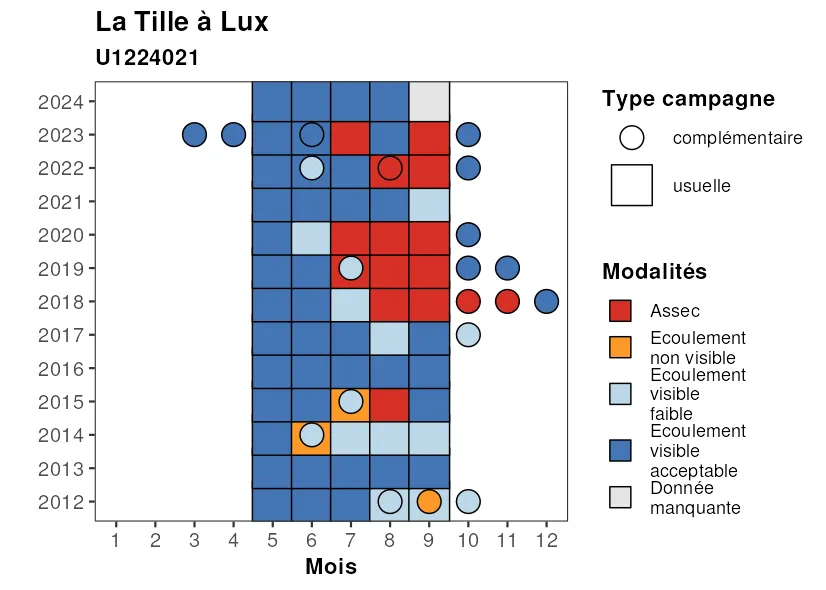 La Tille à Lux
U1224021
2024
2023
2022
2021
2020
2019
2018
2017
2016
2015
2014
2013
2012
1 2 3 4 5 6 7 8 9 10 11 12
Mois
Type campagne
complémentaire
usuelle
Modalités
Assec
Ecoulement
non visible
Ecoulement
visible
faible
Ecoulement
visible
acceptable
Donnée
manquante